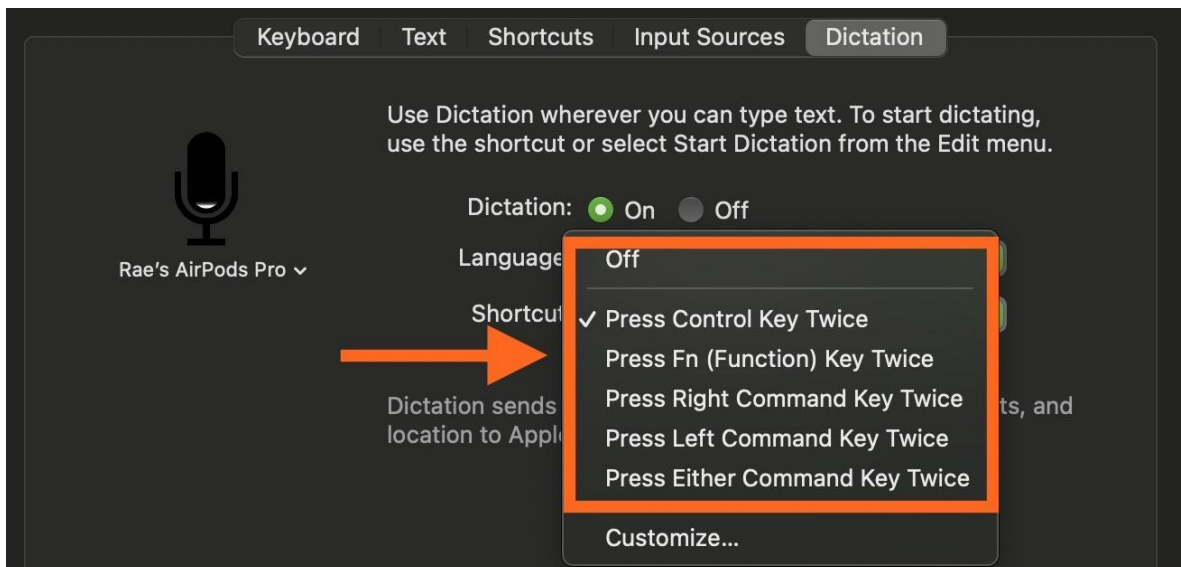 Keyboard Text Shortcuts Input Sources Dictation
Use Dictation wherever you can type text. To start dictating,
use the shortcut or select Start Dictation from the Edit menu.
Dictation: On Off
Rae's AirPods Pro
Language
Off
Shortcut
✓ Press Control Key Twice
Press Fn (Function) Key Twice
Press Right Command Key Twice
Press Left Command Key Twice
Press Either Command Key Twice
Customize...
Dictation sends ts, and
location to Apple